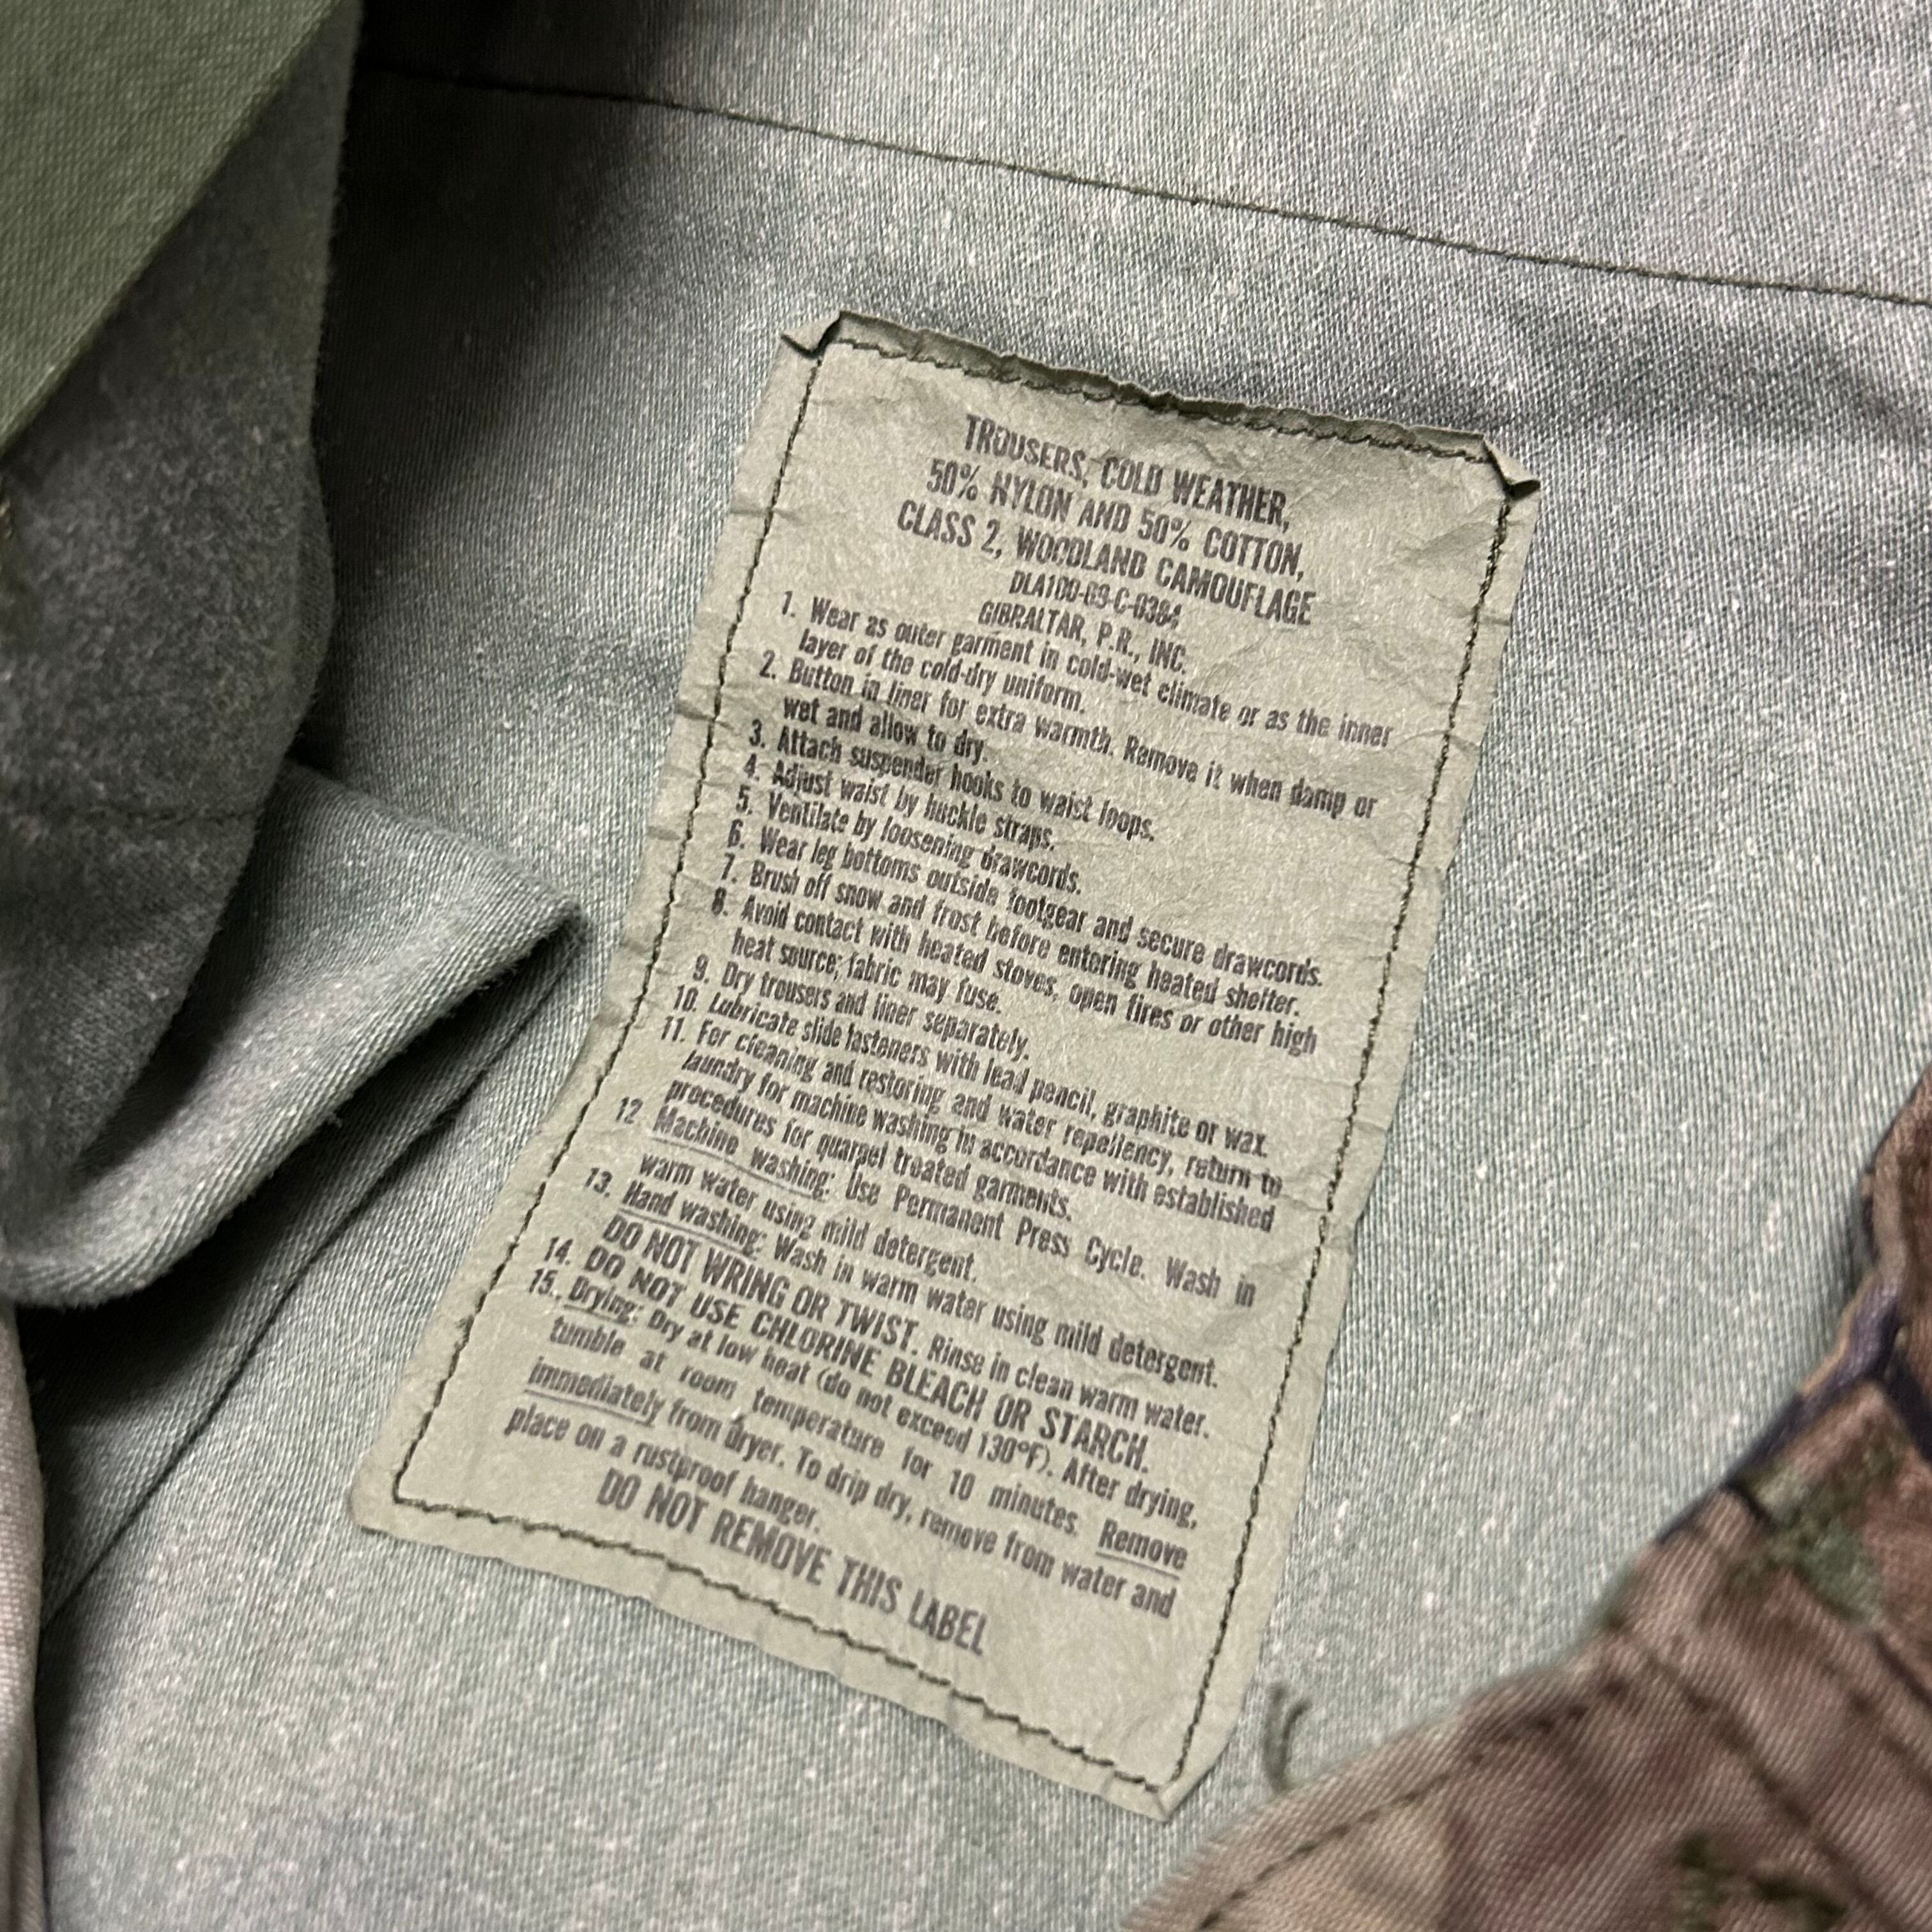 TROUSERS, COLD WEATHER,
50% NYLON AND 50% COTTON,
CLASS 2, WOODLAND CAMOUFLAGE
GIBRALTAR, P.R., INC.
1. Wear as outer garment in cold-wet climate or as the inner
layer of the cold-dry uniform.
2. Button in liner for extra warmth. Remove it when damp or
wet and allow to dry.
3. Attach suspender hooks to waist loops.
4. Adjust waist by buckle straps.
5. Ventilate by loosening drawcords.
6. Wear leg bottoms outside footgear and secure drawcords.
7. Brush off snow and frost before entering heated shelter.
8. Avoid contact with heated stoves, open fires or other high
heat source; fabric may fuse.
9. Dry trousers and liner separately.
10. Lubricate slide fasteners with lead pencil, graphite or wax.
11. For cleaning and restoring and water repellency, return to
laundry for machine washing in accordance with established
procedures for quarpel treated garments.
12 Machine washing: Use Permanent Press Cycle. Wash in
warm water using mild detergent.
13. Hand washing: Wash in warm water using mild detergent.
DO NOT WRING OR TWIST. Rinse in clean warm water.
14. DO NOT USE CHLORINE BLEACH OR STARCH.
15. Drying: Dry at low heat (do not exceed 130°F). After drying,
tumble at room temperature for 10 minutes. Remove
immediately from dryer. To drip dry, remove from water and
place on a rustproof hanger.
DO NOT REMOVE THIS LABEL